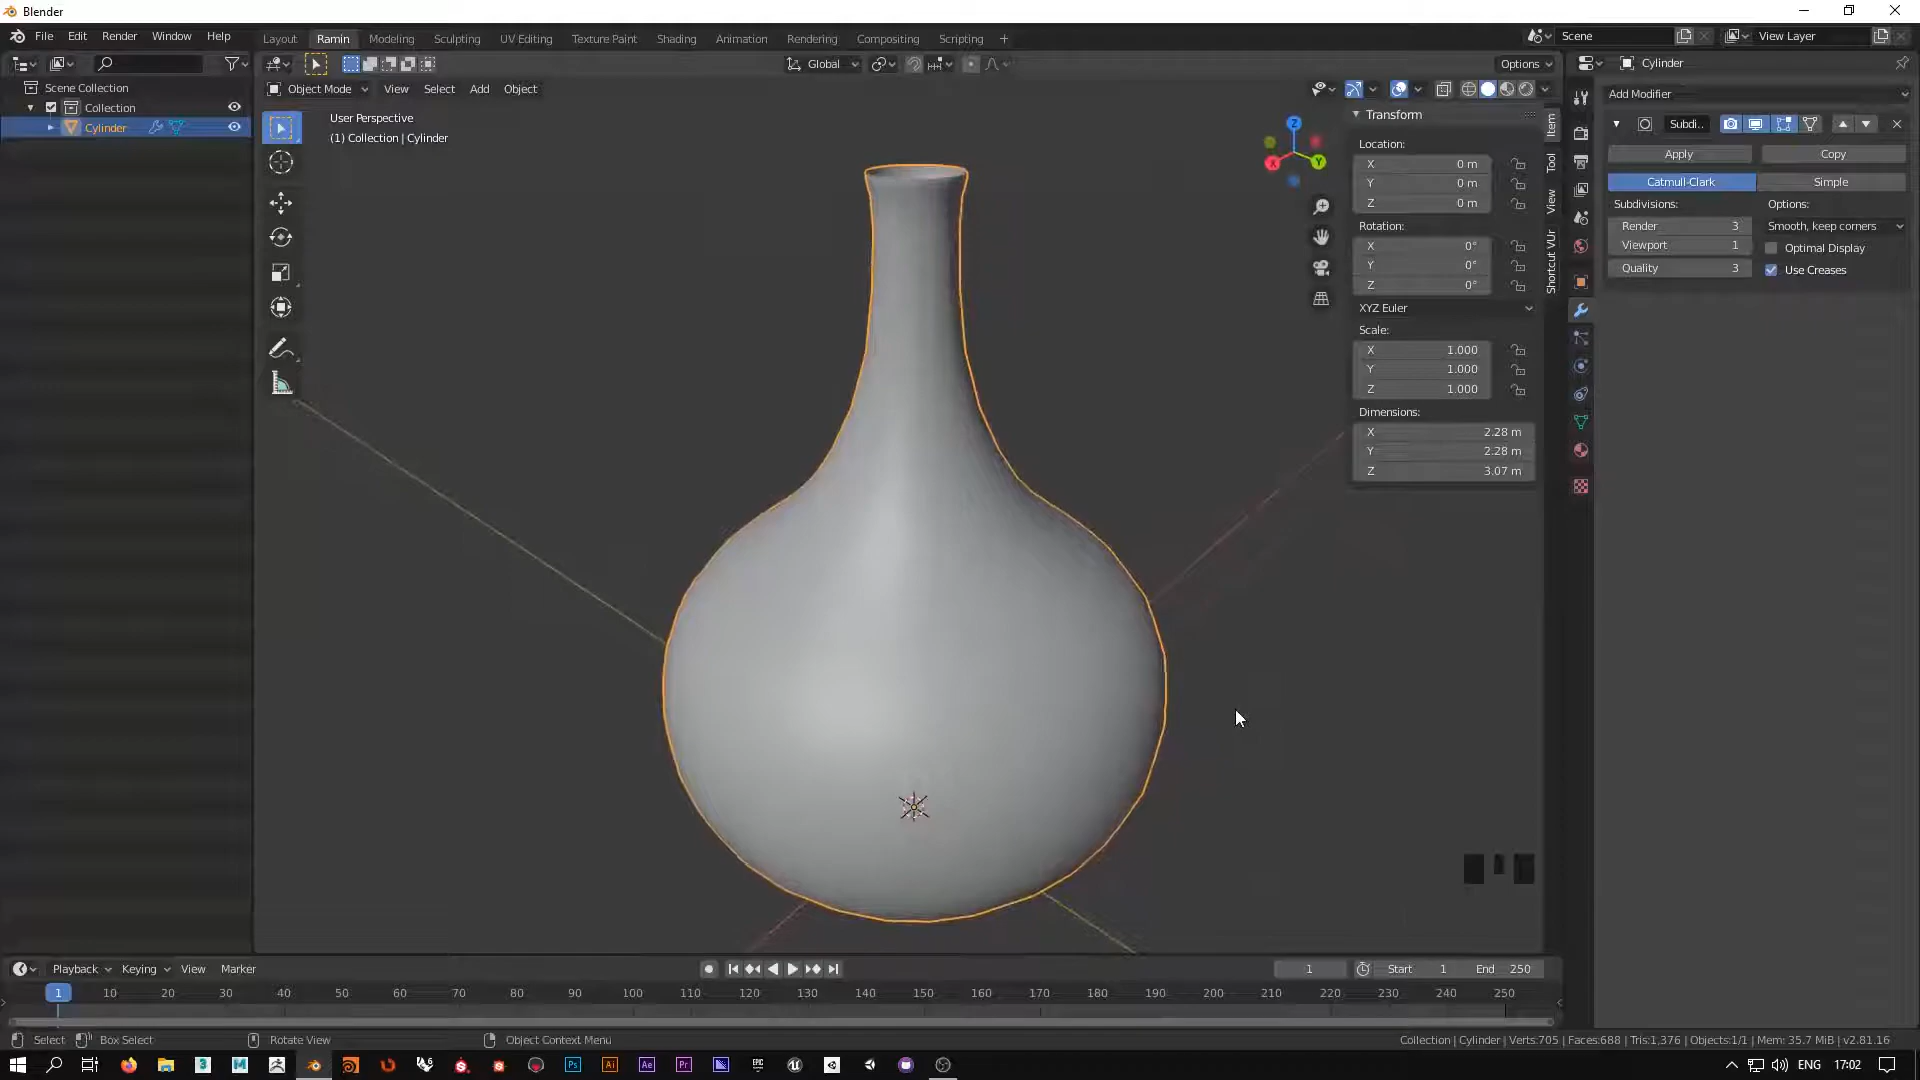 Blender
File Edit Render Window Help
Layout Ramin Modeling Sculpting UV Editing Texture Paint Shading Animation Rendering Compositing Scripting +
Scene
View Layer
Global
Options
Cylinder
Scene Collection
Collection
Cylinder
Object Mode View Select Add Object
Add Modifier
User Perspective
(1) Collection | Cylinder
Z
X
Y
Transform
Location:
X 0 m
Y 0 m
Z 0 m
Rotation:
X 0°
Y 0°
Z 0°
XYZ Euler
Scale:
X 1.000
Y 1.000
Z 1.000
Dimensions:
X 2.28 m
Y 2.28 m
Z 3.07 m
Item
Tool
View
Shortcut VUr
Subdi..
Apply Copy
Catmull-Clark Simple
Subdivisions: Options:
Render 3 Smooth, keep corners
Viewport 1 Optimal Display
Quality 3 Use Creases
Playback Keying View Marker
1
Start 1 End 250
1 10 20 30 40 50 60 70 80 90 100 110 120 130 140 150 160 170 180 190 200 210 220 230 240 250
Select Box Select Rotate View Object Context Menu
Collection | Cylinder | Verts:705 | Faces:688 | Tris:1,376 | Objects:1/1 | Mem: 35.7 MiB | v2.81.16
3 M Ps Ai Ae Pr EPIC ENG 17:02